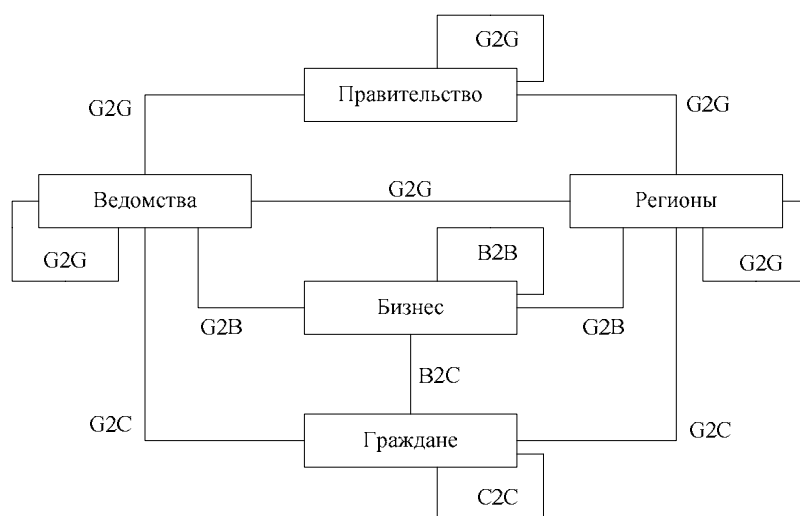 G2G
Правительство
G2G
G2G
Ведомства
G2G
Регионы
G2G
B2B
G2G
Бизнес
G2B
G2B
B2C
G2C
Граждане
G2C
C2C